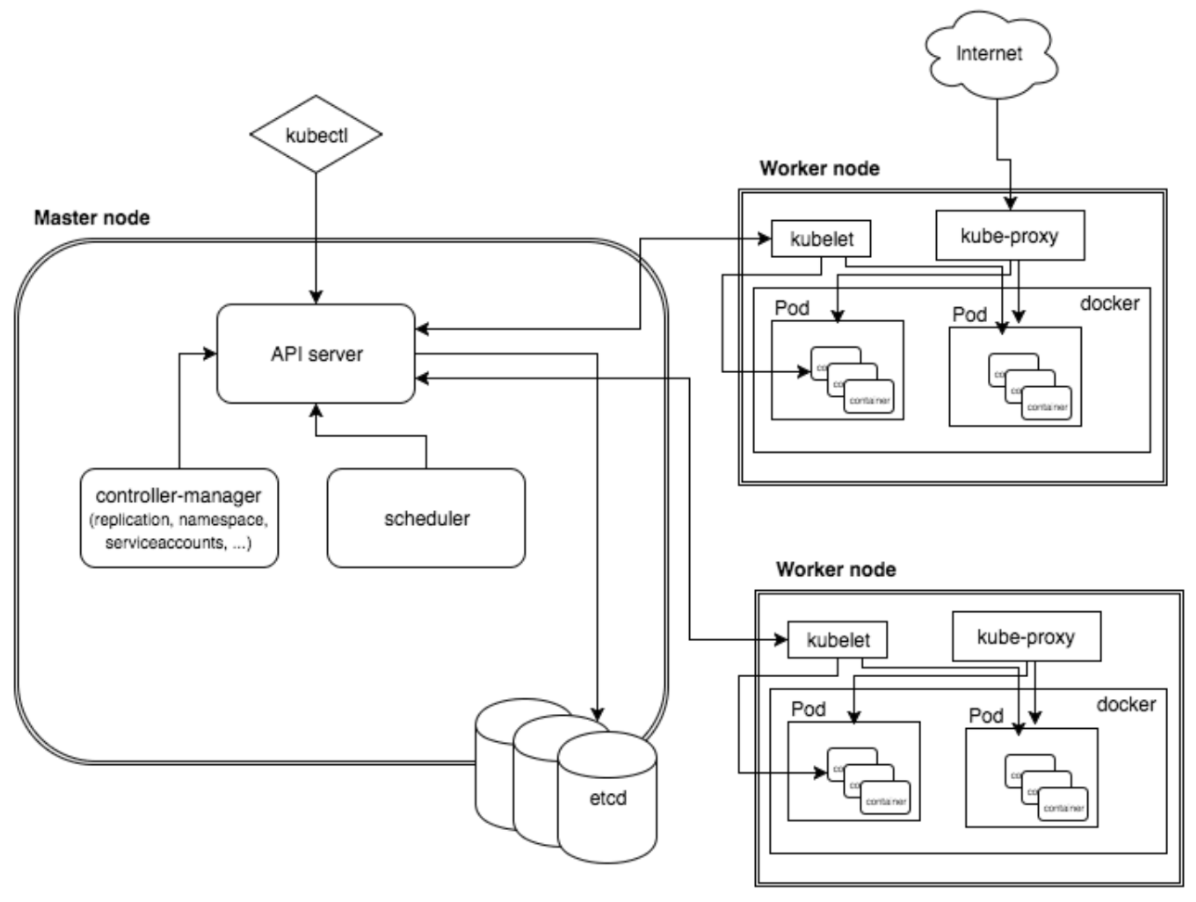 Internet
kubectl
Worker node
Master node
kubelet
kube-proxy
docker
Pod
Pod
API server
container
container
controller-manager
(replication, namespace,
serviceaccounts, ...)
scheduler
Worker node
kubelet
kube-proxy
docker
Pod
Pod
etcd
container
container